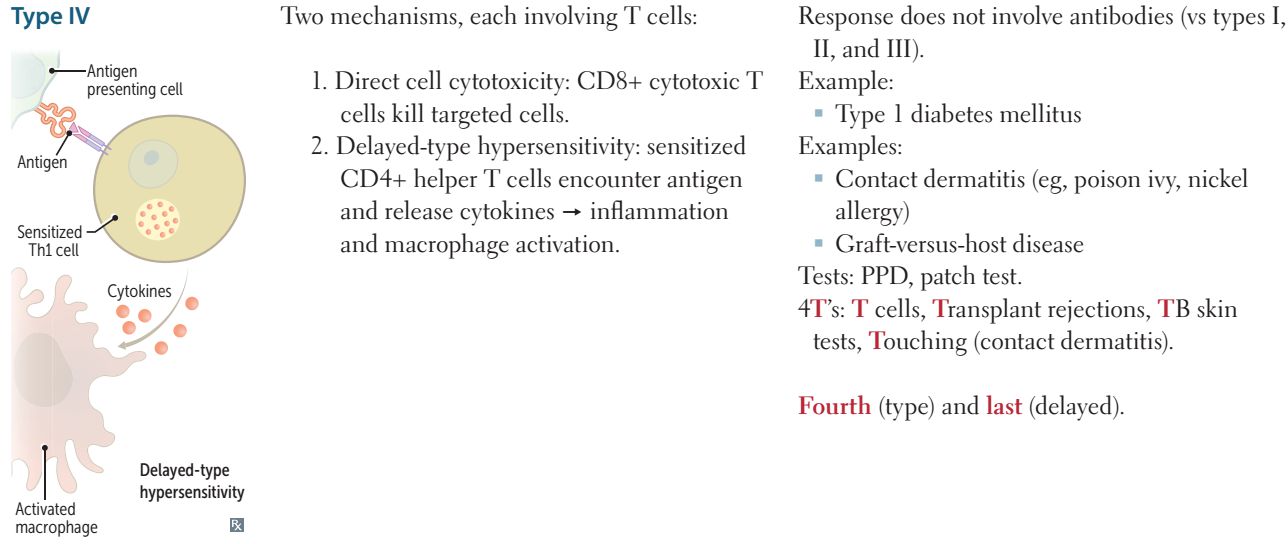 Type IV
Antigen
presenting cell
Antigen
Sensitized
Th1 cell
Cytokines
Delayed-type
hypersensitivity
Activated
macrophage
Rx
Two mechanisms, each involving T cells:
1. Direct cell cytotoxicity: CD8+ cytotoxic T
cells kill targeted cells.
2. Delayed-type hypersensitivity: sensitized
CD4+ helper T cells encounter antigen
and release cytokines → inflammation
and macrophage activation.
Response does not involve antibodies (vs types I,
II, and III).
Example:
▪ Type 1 diabetes mellitus
Examples:
▪ Contact dermatitis (eg, poison ivy, nickel
allergy)
▪ Graft-versus-host disease
Tests: PPD, patch test.
4T's: T cells, Transplant rejections, TB skin
tests, Touching (contact dermatitis).
Fourth (type) and last (delayed).